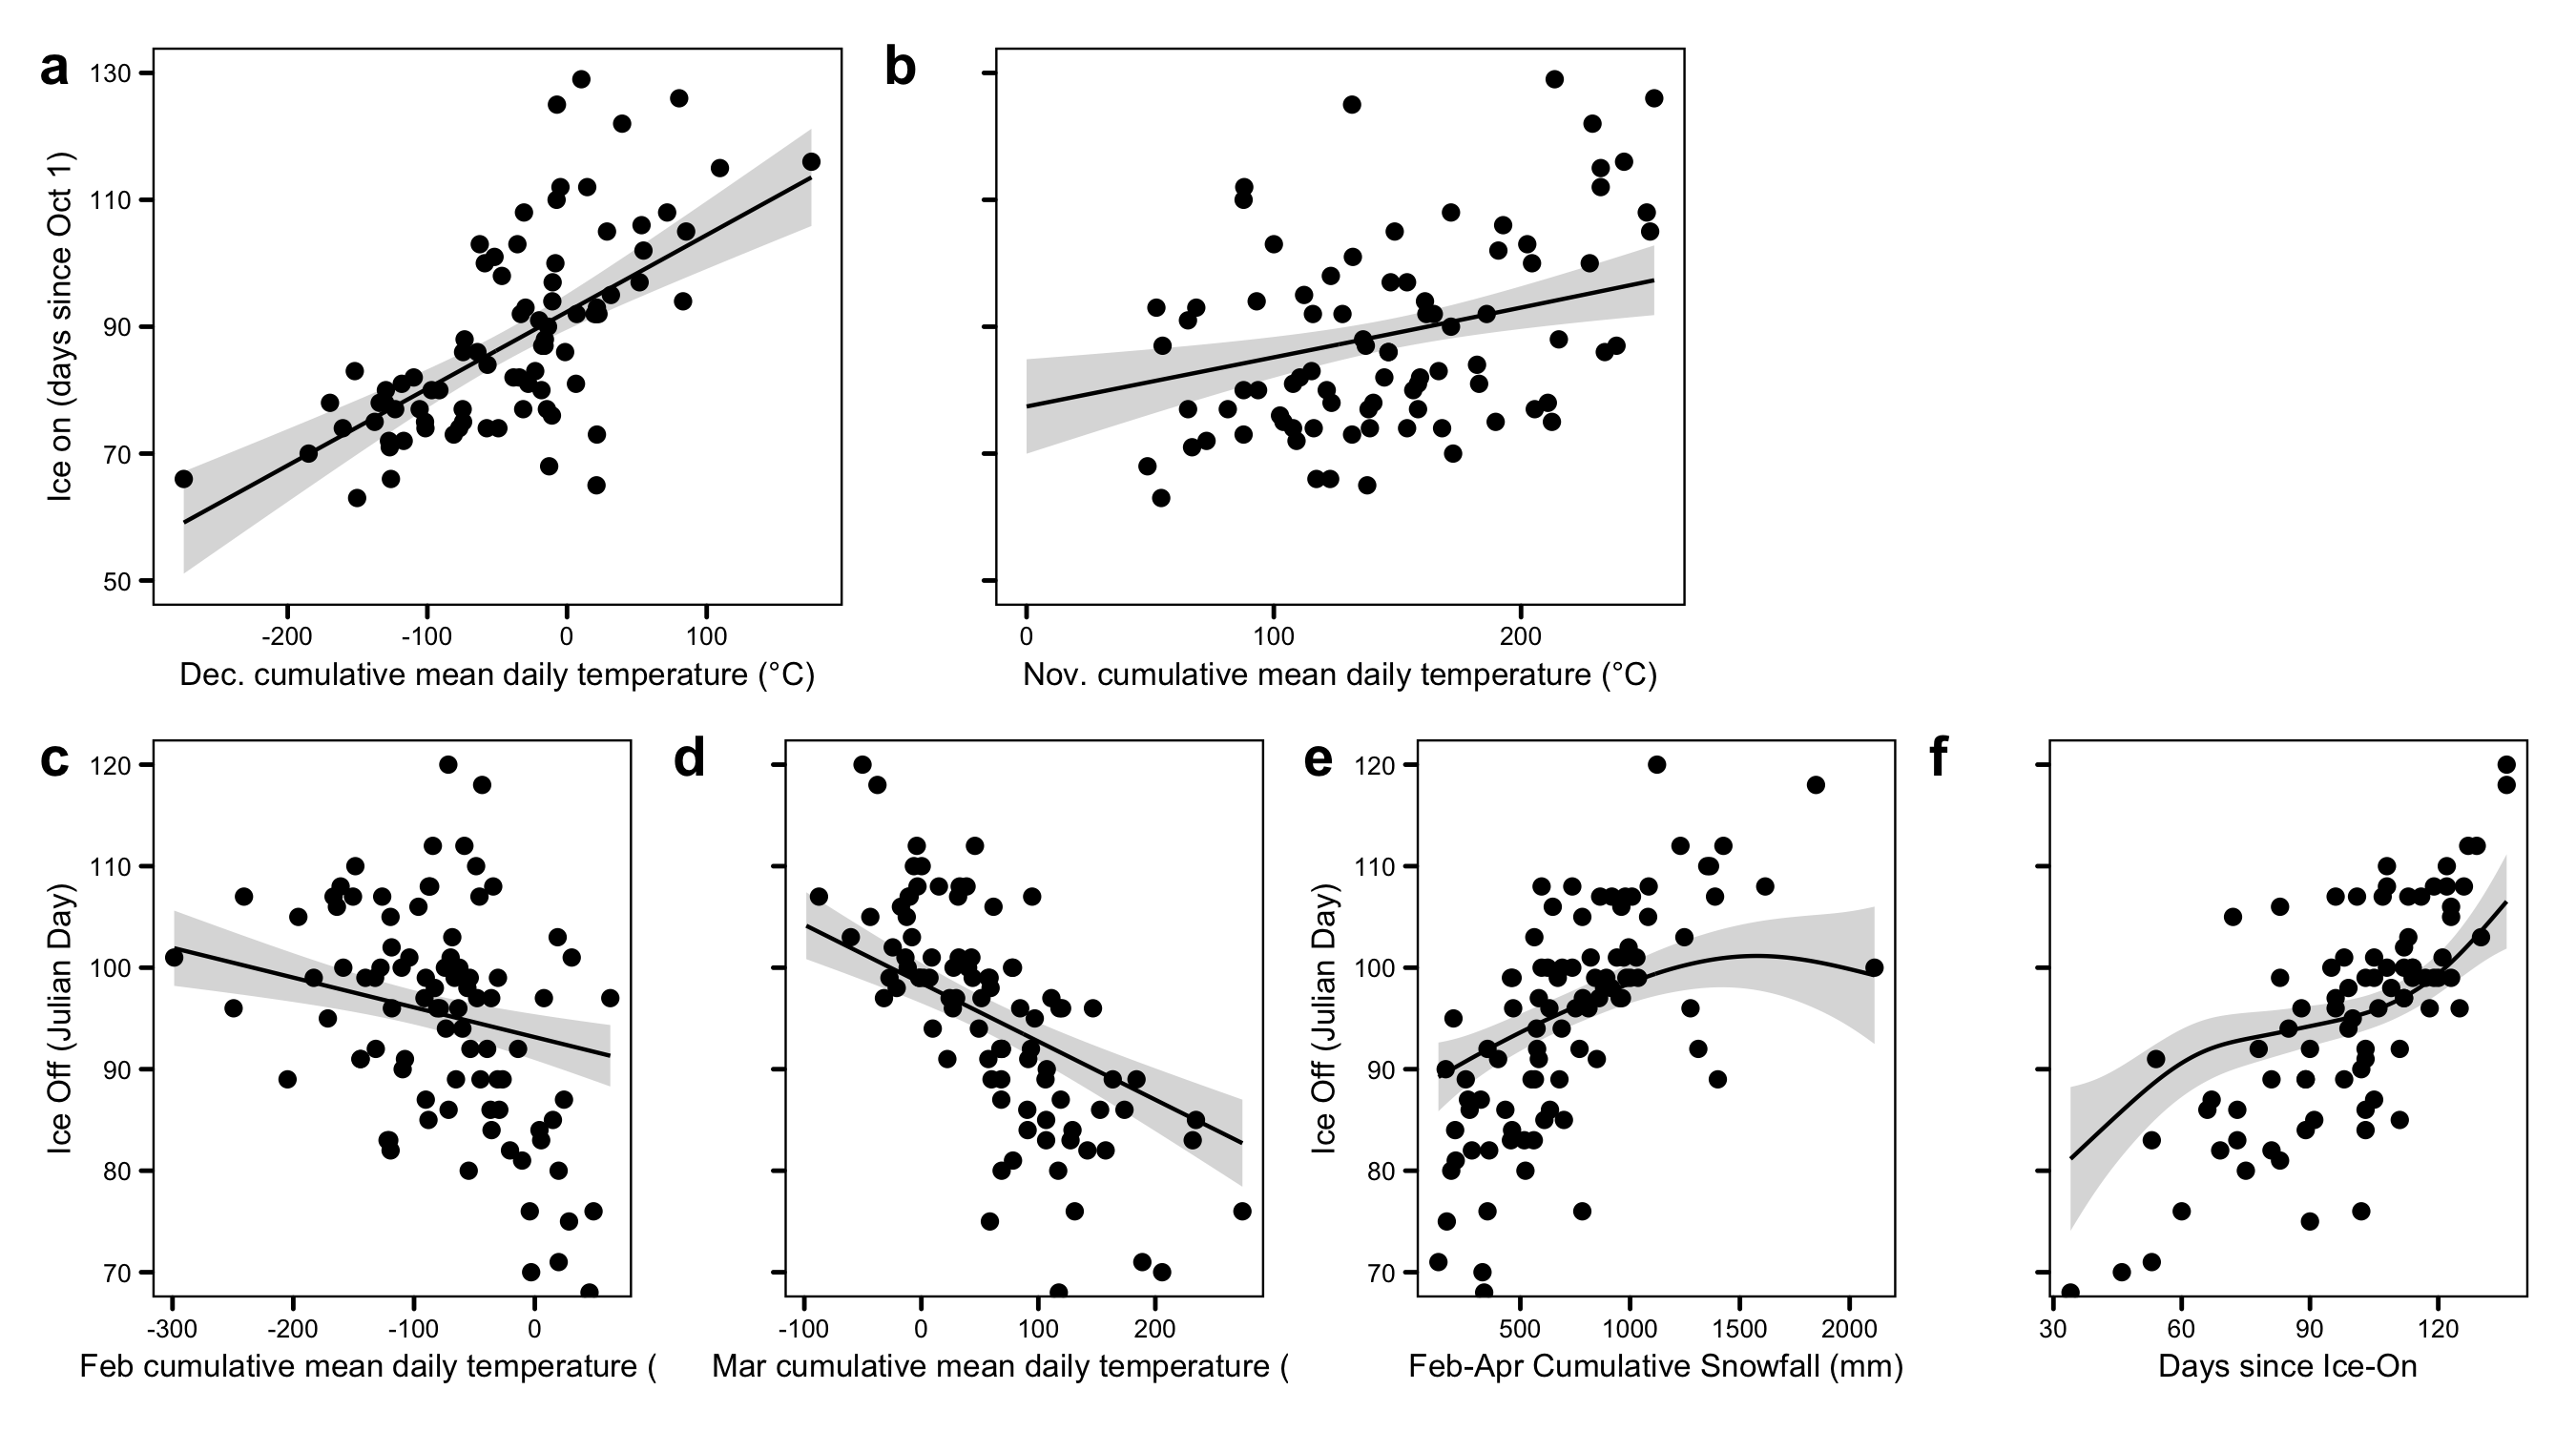 a
b
Ice on (days since Oct 1)
130
110
90
70
50
-200 -100 0 100
0 100 200
Dec. cumulative mean daily temperature (°C)
Nov. cumulative mean daily temperature (°C)
c
d
e
f
Ice Off (Julian Day)
120
110
100
90
80
70
-300 -200 -100 0
Feb cumulative mean daily temperature (
-100 0 100 200
Mar cumulative mean daily temperature (
Ice Off (Julian Day)
120
110
100
90
80
70
500 1000 1500 2000
Feb-Apr Cumulative Snowfall (mm)
30 60 90 120
Days since Ice-On